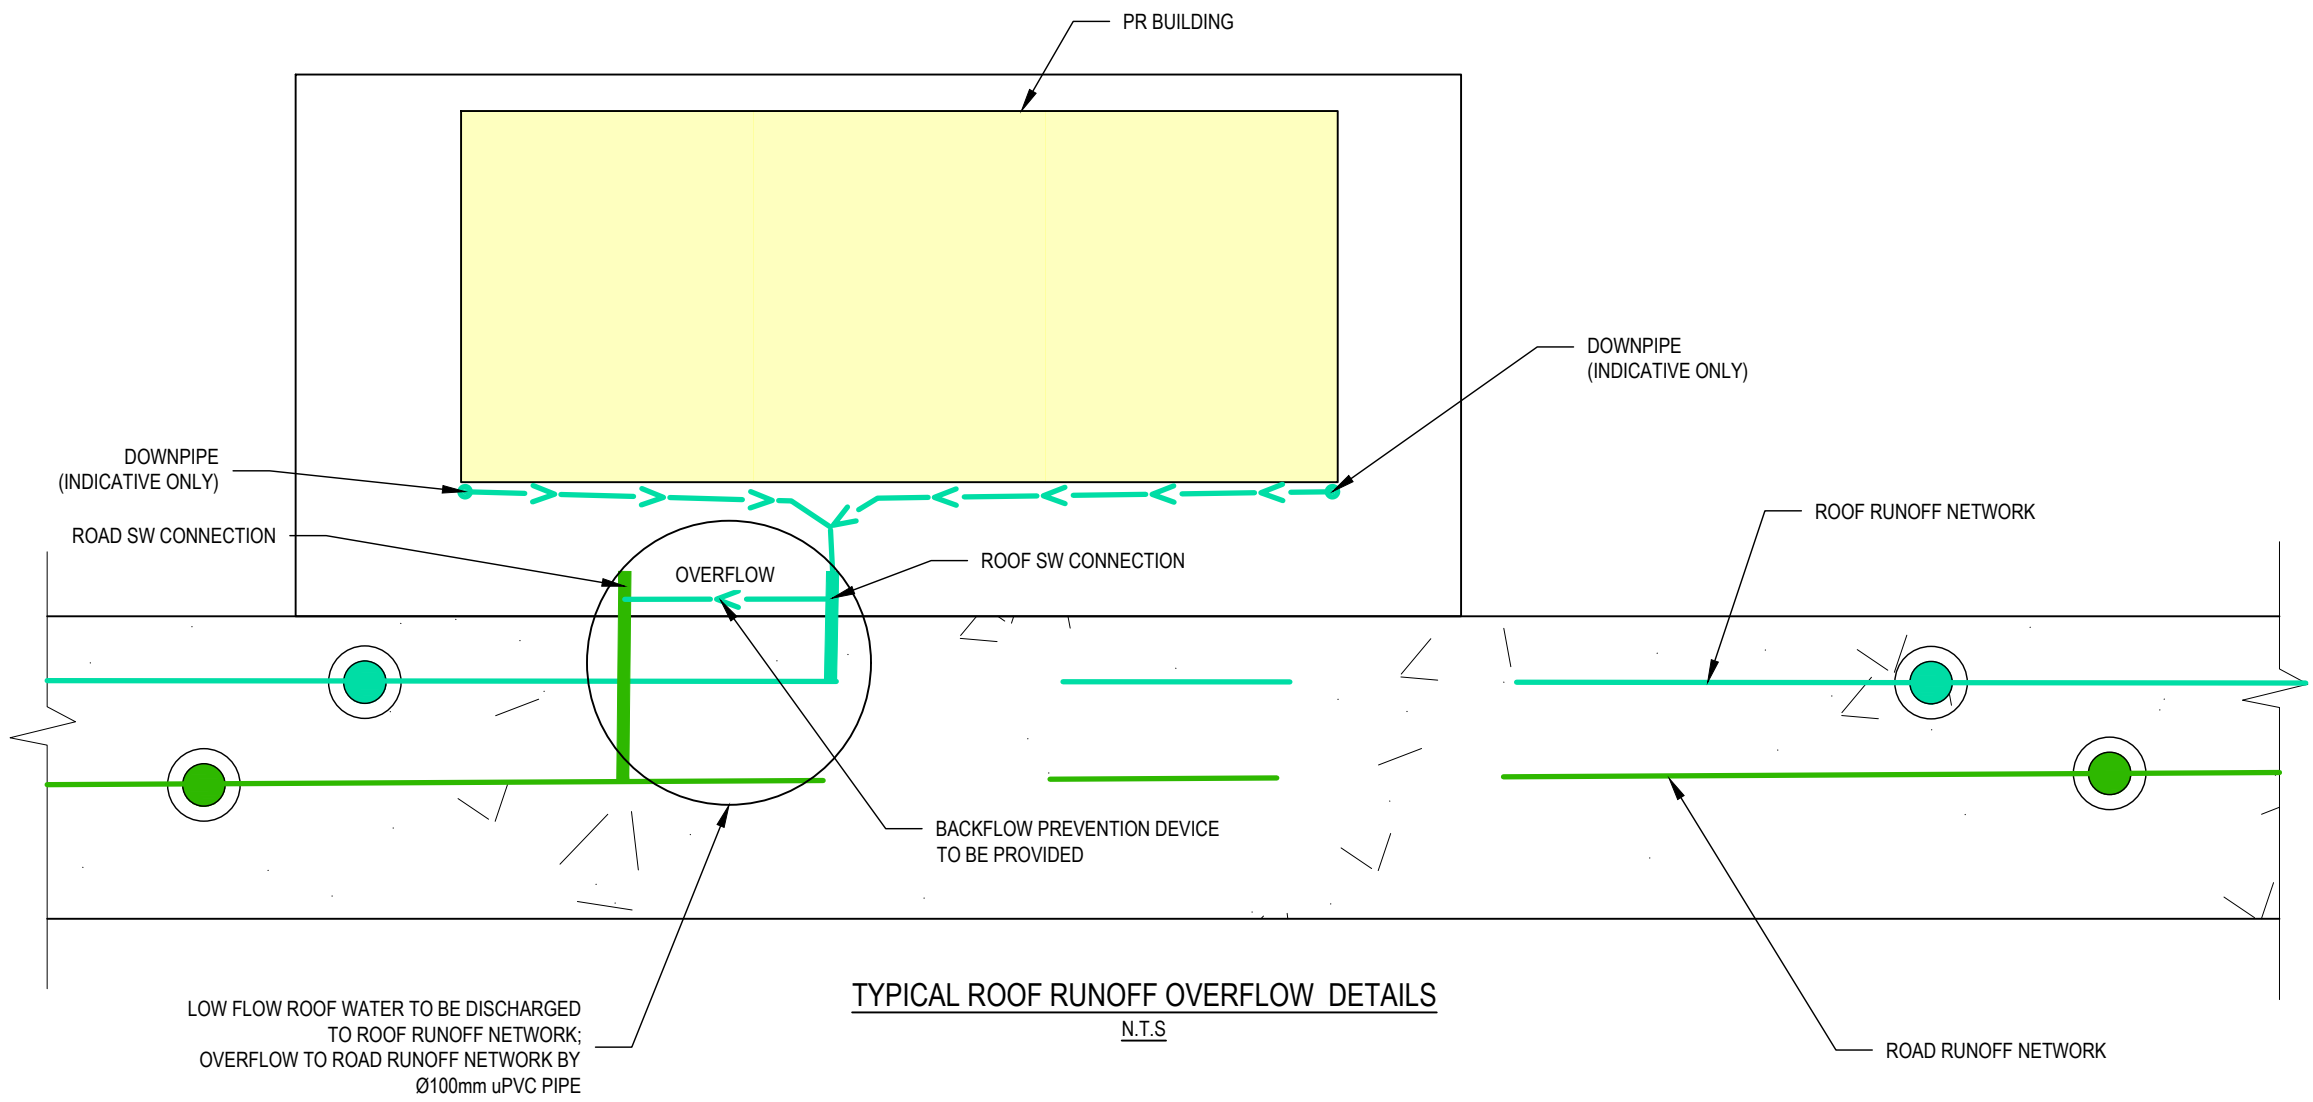 PR BUILDING
DOWNPIPE
(INDICATIVE ONLY)
DOWNPIPE
(INDICATIVE ONLY)
ROAD SW CONNECTION
ROOF RUNOFF NETWORK
ROOF SW CONNECTION
OVERFLOW
BACKFLOW PREVENTION DEVICE
TO BE PROVIDED
TYPICAL ROOF RUNOFF OVERFLOW DETAILS
N.T.S
LOW FLOW ROOF WATER TO BE DISCHARGED
TO ROOF RUNOFF NETWORK;
OVERFLOW TO ROAD RUNOFF NETWORK BY
Ø100mm uPVC PIPE
ROAD RUNOFF NETWORK